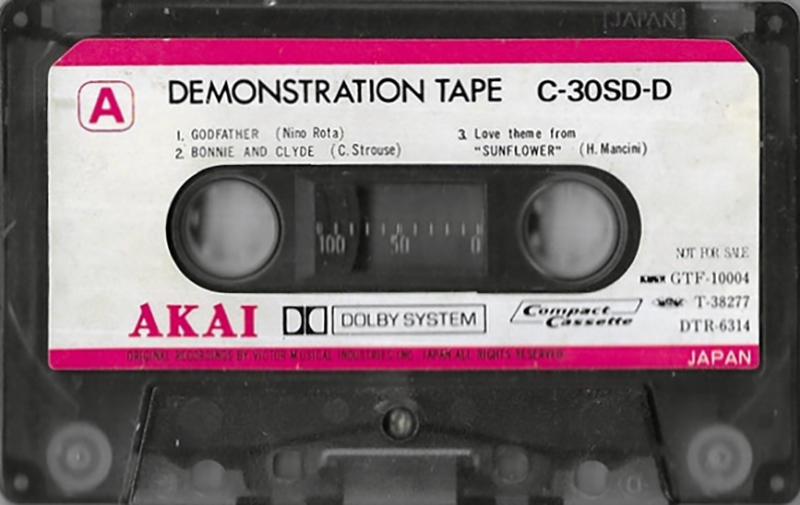 [JAPAN]
A
DEMONSTRATION TAPE C-30SD-D
1. GODFATHER (Nino Rota)
2. BONNIE AND CLYDE (C. Strouse)
3. Love theme from
"SUNFLOWER" (H. Mancini)
100 50 0
NOT FOR SALE
GTF-10004
T-38277
DTR-6314
AKAI
DOLBY SYSTEM
Compact
Cassette
ORIGINAL RECORDINGS BY VICTOR MUSICAL INDUSTRIES, INC. JAPAN ALL RIGHTS RESERVED
JAPAN